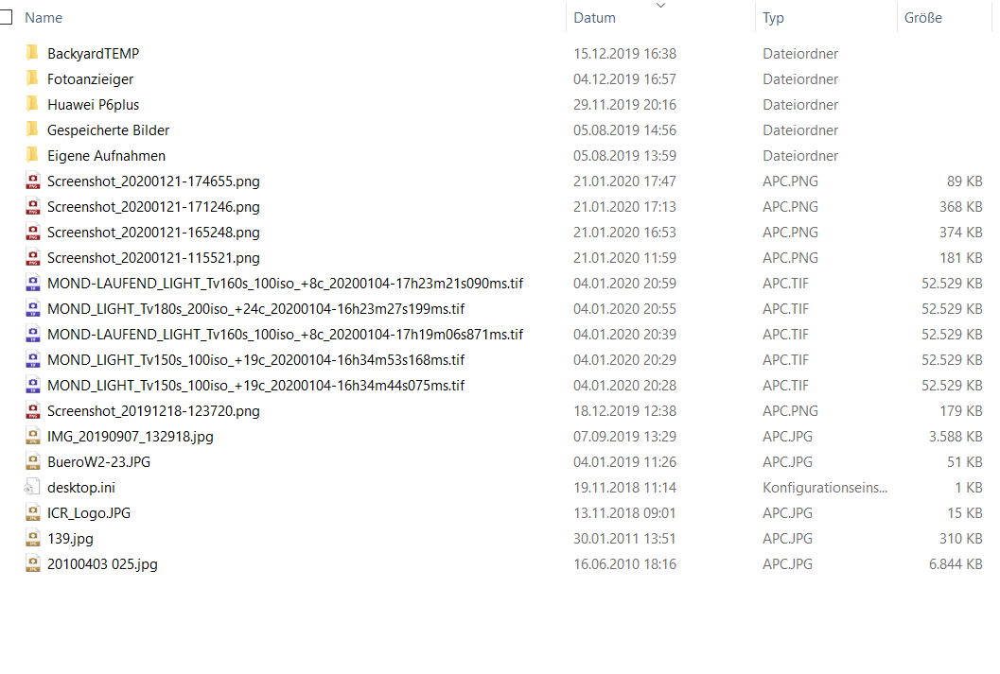 Name Datum Typ Größe
BackyardTEMP 15.12.2019 16:38 Dateiordner
Fotoanzieiger 04.12.2019 16:57 Dateiordner
Huawei P6plus 29.11.2019 20:16 Dateiordner
Gespeicherte Bilder 05.08.2019 14:56 Dateiordner
Eigene Aufnahmen 05.08.2019 13:59 Dateiordner
Screenshot_20200121-174655.png 21.01.2020 17:47 APC.PNG 89 KB
Screenshot_20200121-171246.png 21.01.2020 17:13 APC.PNG 368 KB
Screenshot_20200121-165248.png 21.01.2020 16:53 APC.PNG 374 KB
Screenshot_20200121-115521.png 21.01.2020 11:59 APC.PNG 181 KB
MOND-LAUFEND_LIGHT_Tv160s_100iso_+8c_20200104-17h23m21s090ms.tif 04.01.2020 20:59 APC.TIF 52.529 KB
MOND_LIGHT_Tv180s_200iso_+24c_20200104-16h23m27s199ms.tif 04.01.2020 20:55 APC.TIF 52.529 KB
MOND-LAUFEND_LIGHT_Tv160s_100iso_+8c_20200104-17h19m06s871ms.tif 04.01.2020 20:39 APC.TIF 52.529 KB
MOND_LIGHT_Tv150s_100iso_+19c_20200104-16h34m53s168ms.tif 04.01.2020 20:29 APC.TIF 52.529 KB
MOND_LIGHT_Tv150s_100iso_+19c_20200104-16h34m44s075ms.tif 04.01.2020 20:28 APC.TIF 52.529 KB
Screenshot_20191218-123720.png 18.12.2019 12:38 APC.PNG 179 KB
IMG_20190907_132918.jpg 07.09.2019 13:29 APC.JPG 3.588 KB
BueroW2-23.JPG 04.01.2019 11:26 APC.JPG 51 KB
desktop.ini 19.11.2018 11:14 Konfigurationseins... 1 KB
ICR_Logo.JPG 13.11.2018 09:01 APC.JPG 15 KB
139.jpg 30.01.2011 13:51 APC.JPG 310 KB
20100403 025.jpg 16.06.2010 18:16 APC.JPG 6.844 KB